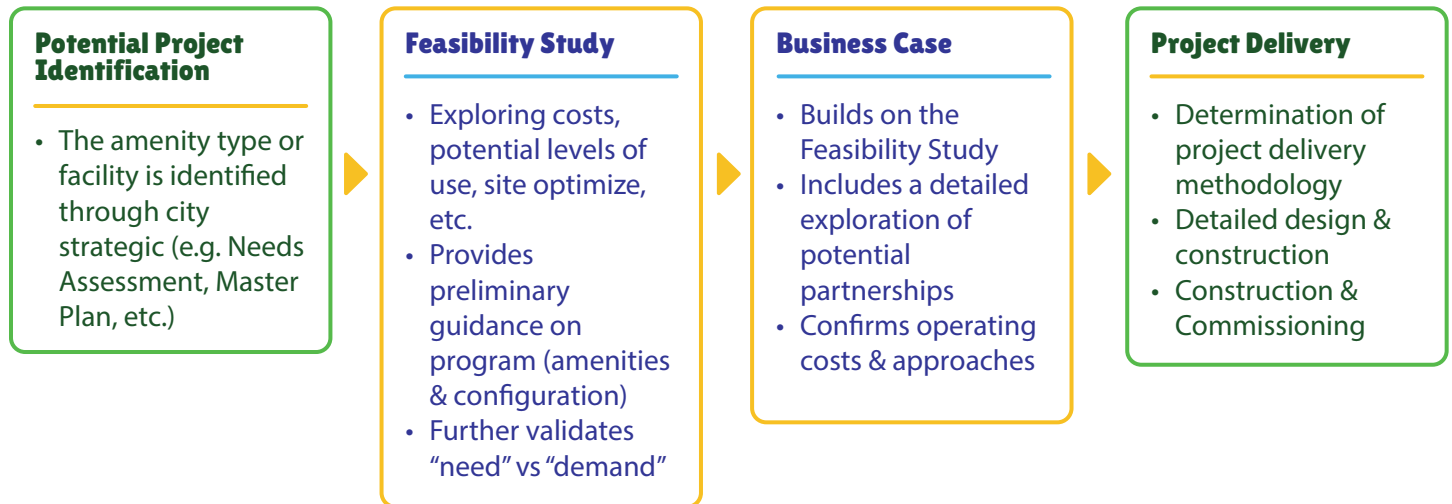 Potential Project
Identification
• The amenity type or
facility is identified
through city
strategic (e.g. Needs
Assessment, Master
Plan, etc.)
Feasibility Study
• Exploring costs,
potential levels of
use, site optimize,
etc.
• Provides
preliminary
guidance on
program (amenities
& configuration)
• Further validates
“need” vs “demand”
Business Case
• Builds on the
Feasibility Study
• Includes a detailed
exploration of
potential
partnerships
• Confirms operating
costs & approaches
Project Delivery
• Determination of
project delivery
methodology
• Detailed design &
construction
• Construction &
Commissioning